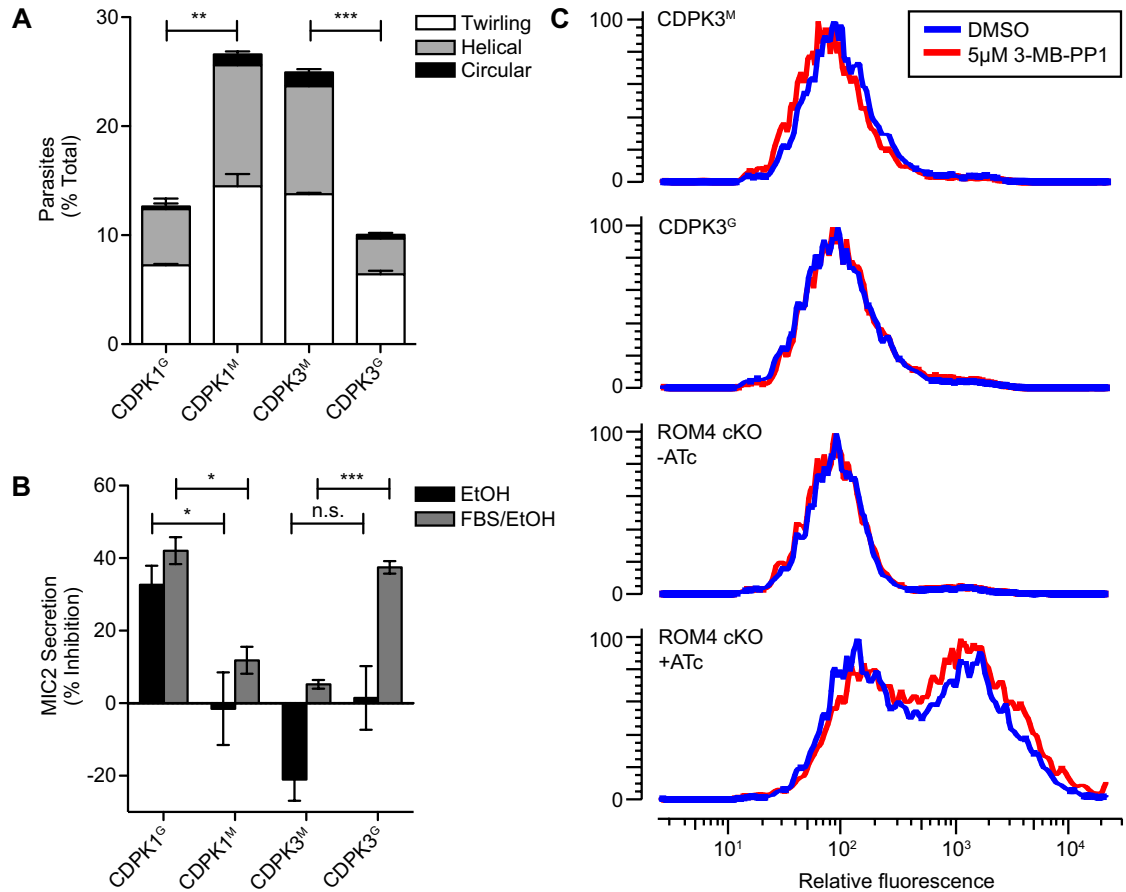 A
30
20
10
0
Parasites
(% Total)
**
***
Twirling
Helical
Circular
CDPK1ᴳ
CDPK1ᴹ
CDPK3ᴹ
CDPK3ᴳ
B
60
40
20
0
-20
MIC2 Secretion
(% Inhibition)
*
*
n.s.
***
EtOH
FBS/EtOH
CDPK1ᴳ
CDPK1ᴹ
CDPK3ᴹ
CDPK3ᴳ
C
DMSO
5µM 3-MB-PP1
CDPK3ᴹ
100
0
CDPK3ᴳ
100
0
ROM4 cKO
-ATc
100
0
ROM4 cKO
+ATc
100
0
10¹
10²
10³
10⁴
Relative fluorescence